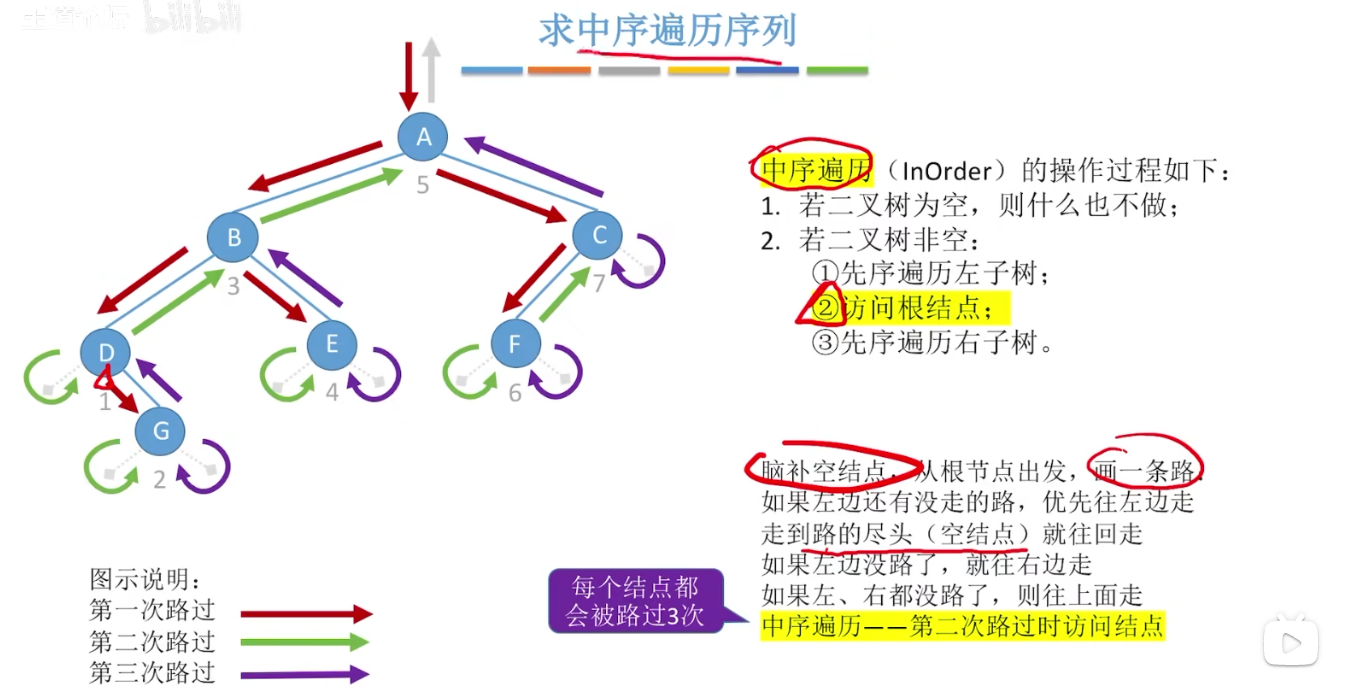 王道论坛 bilibili
求中序遍历序列
A
5
B
3
C
7
D
1
E
4
F
6
G
2
中序遍历（InOrder）的操作过程如下：
1. 若二叉树为空，则什么也不做；
2. 若二叉树非空：
①先序遍历左子树；
②访问根结点；
③先序遍历右子树。
脑补空结点，从根节点出发，画一条路：
如果左边还有没走的路，优先往左边走
走到路的尽头（空结点）就往回走
如果左边没路了，就往右边走
如果左、右都没路了，则往上面走
中序遍历——第二次路过时访问结点
每个结点都
会被路过3次
图示说明：
第一次路过
第二次路过
第三次路过